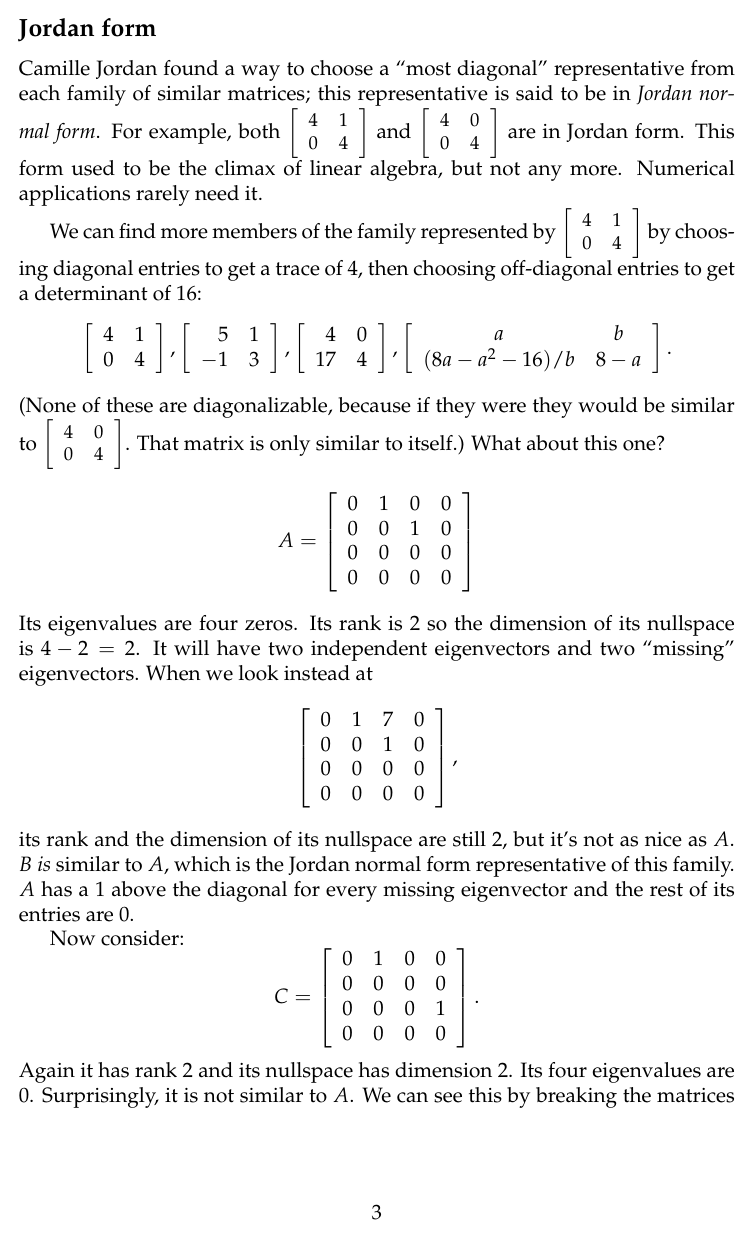 Jordan form
Camille Jordan found a way to choose a “most diagonal” representative from
each family of similar matrices; this representative is said to be in Jordan nor-
mal form. For example, both [ 4 1 ; 0 4 ] and [ 4 0 ; 0 4 ] are in Jordan form. This
form used to be the climax of linear algebra, but not any more. Numerical
applications rarely need it.
We can find more members of the family represented by [ 4 1 ; 0 4 ] by choos-
ing diagonal entries to get a trace of 4, then choosing off-diagonal entries to get
a determinant of 16:
[ 4 1 ; 0 4 ], [ 5 1 ; −1 3 ], [ 4 0 ; 17 4 ], [ a b ; (8a − a² − 16)/b 8 − a ].
(None of these are diagonalizable, because if they were they would be similar
to [ 4 0 ; 0 4 ]. That matrix is only similar to itself.) What about this one?
A = [ 0 1 0 0 ; 0 0 1 0 ; 0 0 0 0 ; 0 0 0 0 ]
Its eigenvalues are four zeros. Its rank is 2 so the dimension of its nullspace
is 4 − 2 = 2. It will have two independent eigenvectors and two “missing”
eigenvectors. When we look instead at
[ 0 1 7 0 ; 0 0 1 0 ; 0 0 0 0 ; 0 0 0 0 ],
its rank and the dimension of its nullspace are still 2, but it’s not as nice as A.
B is similar to A, which is the Jordan normal form representative of this family.
A has a 1 above the diagonal for every missing eigenvector and the rest of its
entries are 0.
Now consider:
C = [ 0 1 0 0 ; 0 0 0 0 ; 0 0 0 1 ; 0 0 0 0 ].
Again it has rank 2 and its nullspace has dimension 2. Its four eigenvalues are
0. Surprisingly, it is not similar to A. We can see this by breaking the matrices
3